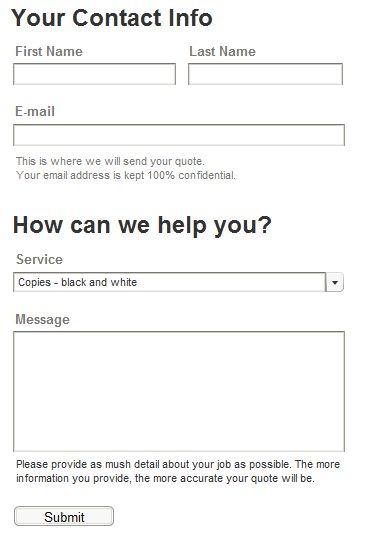 Your Contact Info
First Name Last Name
E-mail
This is where we will send your quote.
Your email address is kept 100% confidential.
How can we help you?
Service
Copies - black and white
Message
Please provide as mush detail about your job as possible. The more
information you provide, the more accurate your quote will be.
Submit